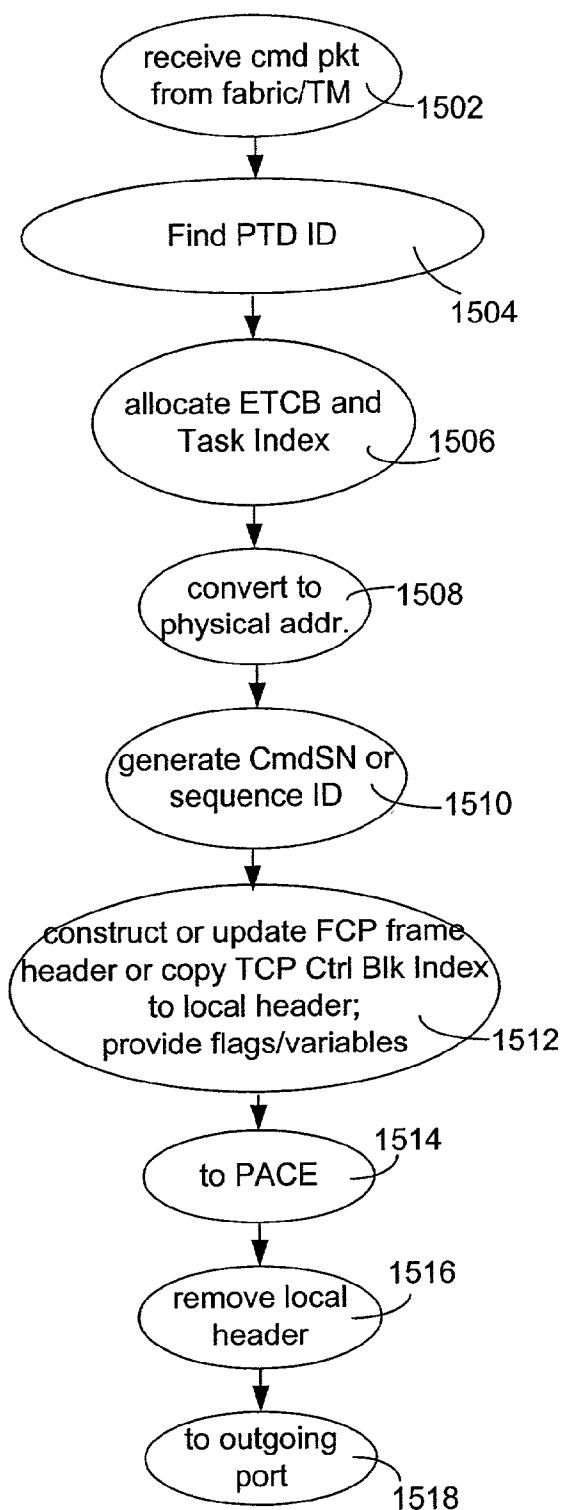 receive cmd pkt
from fabric/TM
1502
Find PTD ID
1504
allocate ETCB and
Task Index
1506
convert to
physical addr.
1508
generate CmdSN or
sequence ID
1510
construct or update FCP frame
header or copy TCP Ctrl Blk Index
to local header;
provide flags/variables
1512
to PACE
1514
remove local
header
1516
to outgoing
port
1518